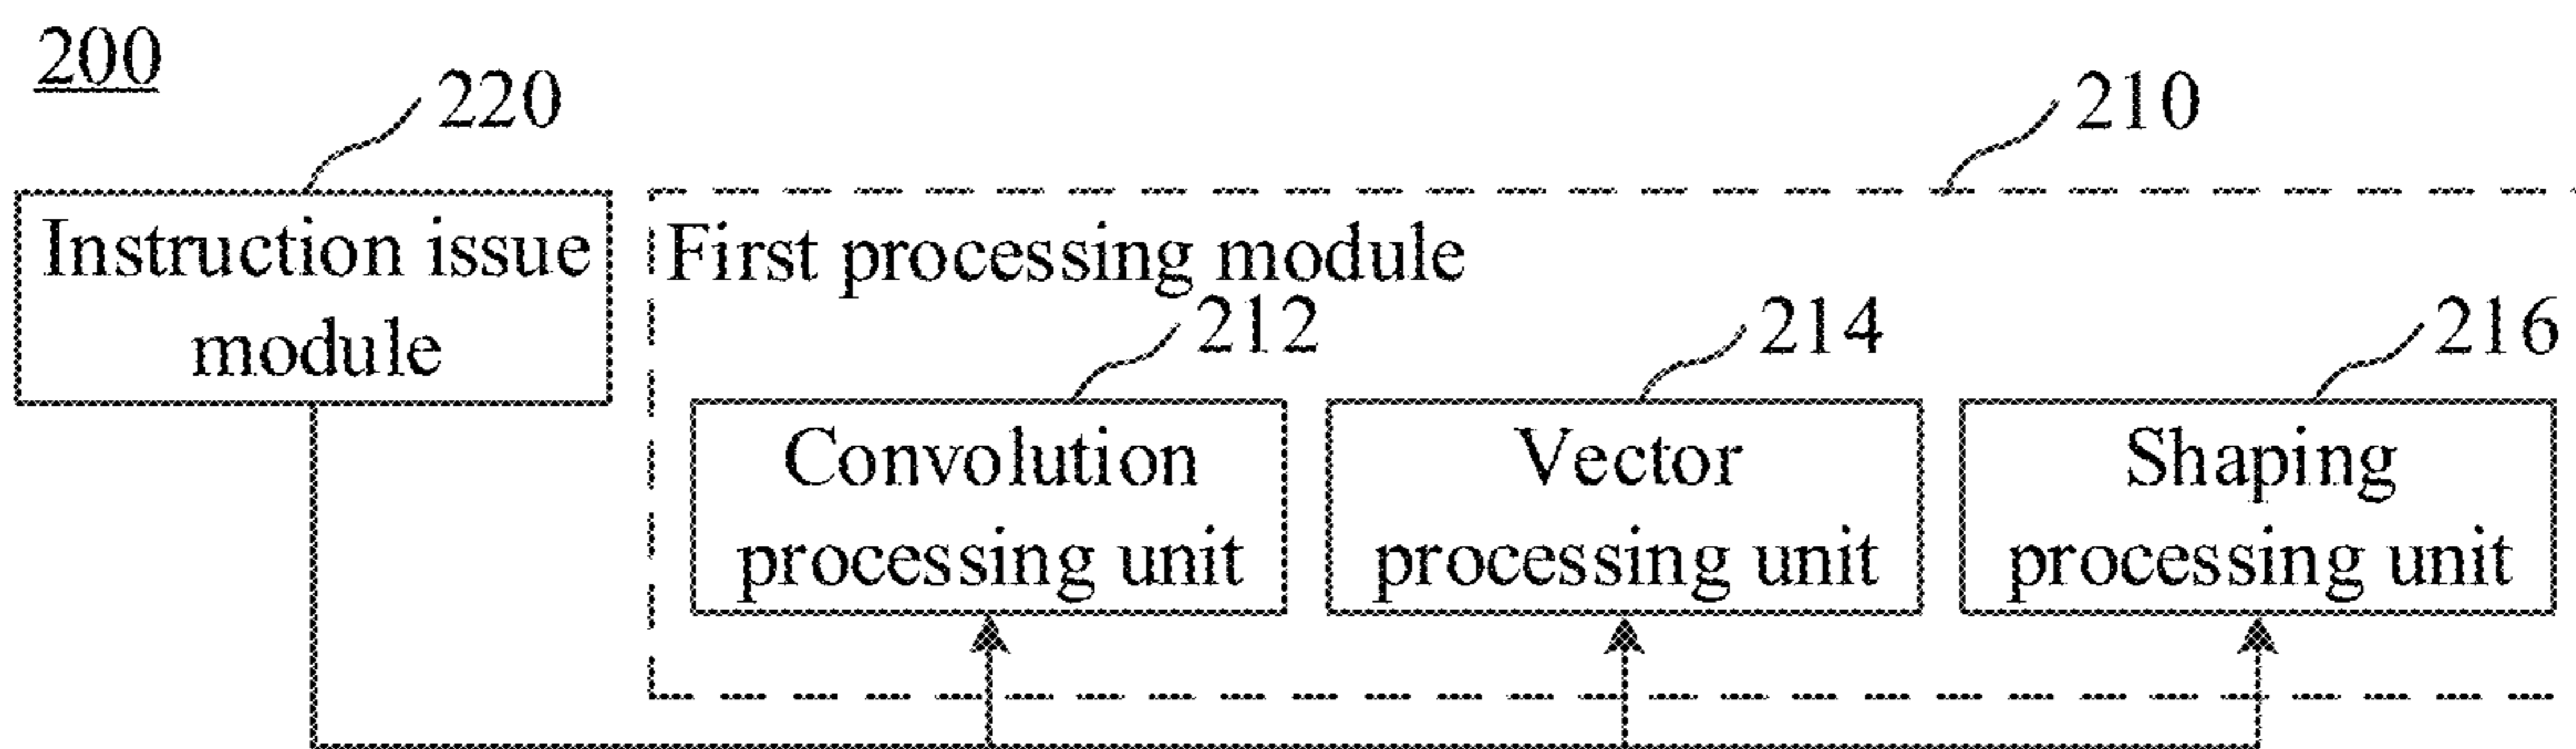 200
220
210
Instruction issue
module
First processing module
212
214
216
Convolution
processing unit
Vector
processing unit
Shaping
processing unit